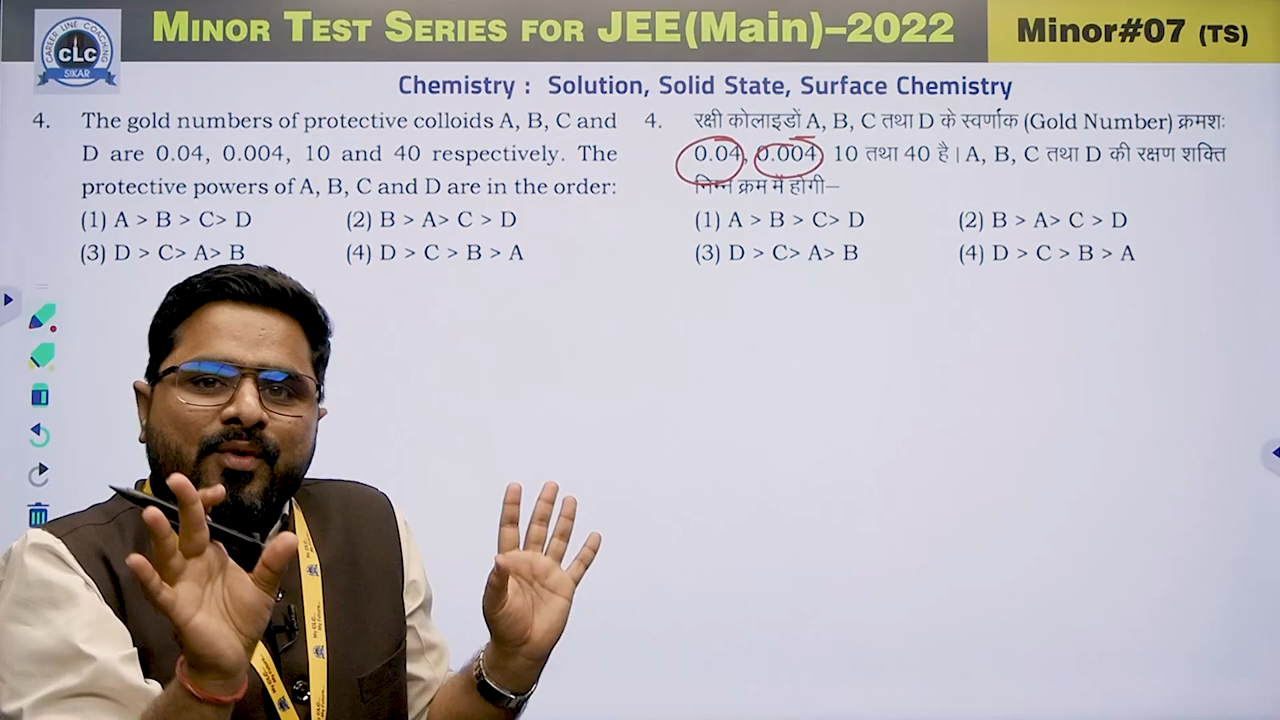 MINOR TEST SERIES FOR JEE(MAIN)–2022
Minor#07 (TS)
CAREER LINE COACHING
CLC
SIKAR
Chemistry : Solution, Solid State, Surface Chemistry
4. The gold numbers of protective colloids A, B, C and
D are 0.04, 0.004, 10 and 40 respectively. The
protective powers of A, B, C and D are in the order:
(1) A > B > C> D (2) B > A> C > D
(3) D > C> A> B (4) D > C > B > A
4. रक्षी कोलाइडों A, B, C तथा D के स्वर्णांक (Gold Number) क्रमशः
0.04, 0.004, 10 तथा 40 है। A, B, C तथा D की रक्षण शक्ति
निम्न क्रम में होगी–
(1) A > B > C> D (2) B > A> C > D
(3) D > C> A> B (4) D > C > B > A